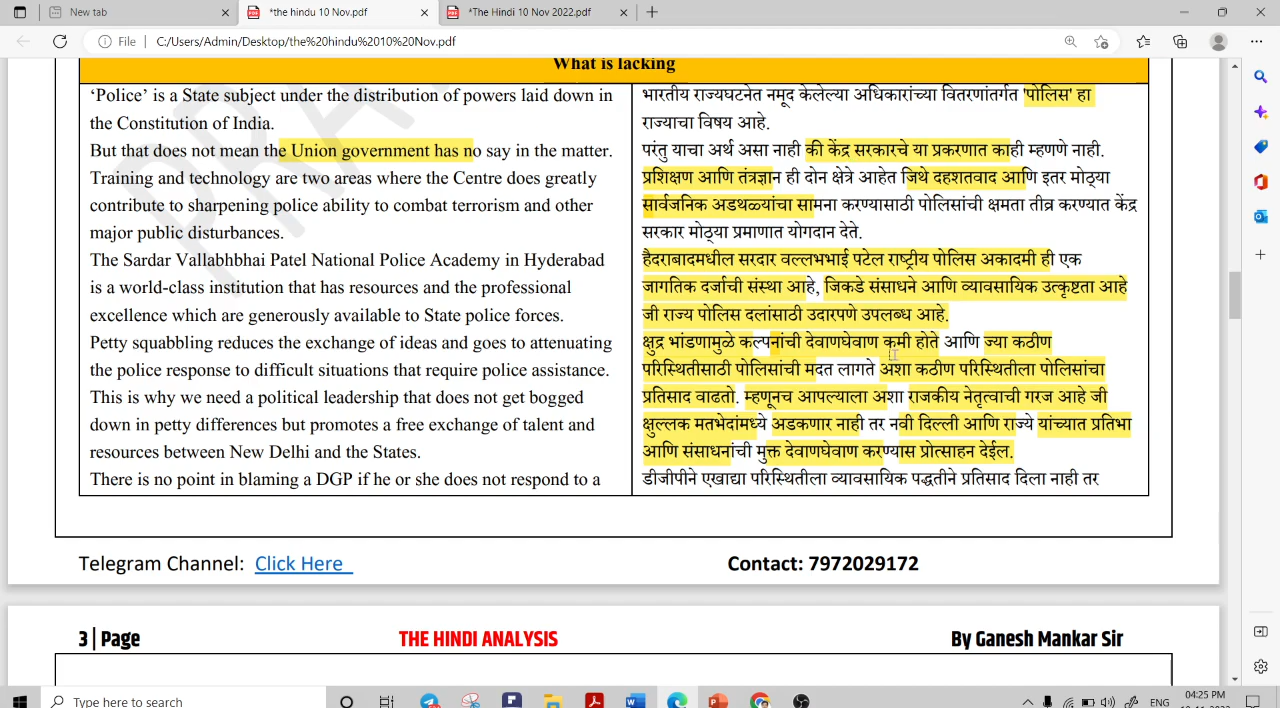 New tab
*the hindu 10 Nov.pdf
*The Hindi 10 Nov 2022.pdf
File
C:/Users/Admin/Desktop/the%20hindu%2010%20Nov.pdf
What is lacking
‘Police’ is a State subject under the distribution of powers laid down in
the Constitution of India.
But that does not mean the Union government has no say in the matter.
Training and technology are two areas where the Centre does greatly
contribute to sharpening police ability to combat terrorism and other
major public disturbances.
The Sardar Vallabhbhai Patel National Police Academy in Hyderabad
is a world-class institution that has resources and the professional
excellence which are generously available to State police forces.
Petty squabbling reduces the exchange of ideas and goes to attenuating
the police response to difficult situations that require police assistance.
This is why we need a political leadership that does not get bogged
down in petty differences but promotes a free exchange of talent and
resources between New Delhi and the States.
There is no point in blaming a DGP if he or she does not respond to a
भारतीय राज्यघटनेत नमूद केलेल्या अधिकारांच्या वितरणांतर्गत 'पोलिस' हा
राज्याचा विषय आहे.
परंतु याचा अर्थ असा नाही की केंद्र सरकारचे या प्रकरणात काही म्हणणे नाही.
प्रशिक्षण आणि तंत्रज्ञान ही दोन क्षेत्रे आहेत जिथे दहशतवाद आणि इतर मोठ्या
सार्वजनिक अडथळ्यांचा सामना करण्यासाठी पोलिसांची क्षमता तीव्र करण्यात केंद्र
सरकार मोठ्या प्रमाणात योगदान देते.
हैदराबादमधील सरदार वल्लभभाई पटेल राष्ट्रीय पोलिस अकादमी ही एक
जागतिक दर्जाची संस्था आहे, जिकडे संसाधने आणि व्यावसायिक उत्कृष्टता आहे
जी राज्य पोलिस दलांसाठी उदारपणे उपलब्ध आहे.
क्षुद्र भांडणामुळे कल्पनांची देवाणघेवाण कमी होते आणि ज्या कठीण
परिस्थितीसाठी पोलिसांची मदत लागते अशा कठीण परिस्थितीला पोलिसांचा
प्रतिसाद वाढतो. म्हणूनच आपल्याला अशा राजकीय नेतृत्वाची गरज आहे जी
क्षुल्लक मतभेदांमध्ये अडकणार नाही तर नवी दिल्ली आणि राज्ये यांच्यात प्रतिभा
आणि संसाधनांची मुक्त देवाणघेवाण करण्यास प्रोत्साहन देईल.
डीजीपीने एखाद्या परिस्थितीला व्यावसायिक पद्धतीने प्रतिसाद दिला नाही तर
Telegram Channel: Click Here
Contact: 7972029172
3 | Page
THE HINDI ANALYSIS
By Ganesh Mankar Sir
Type here to search
ENG
04:25 PM